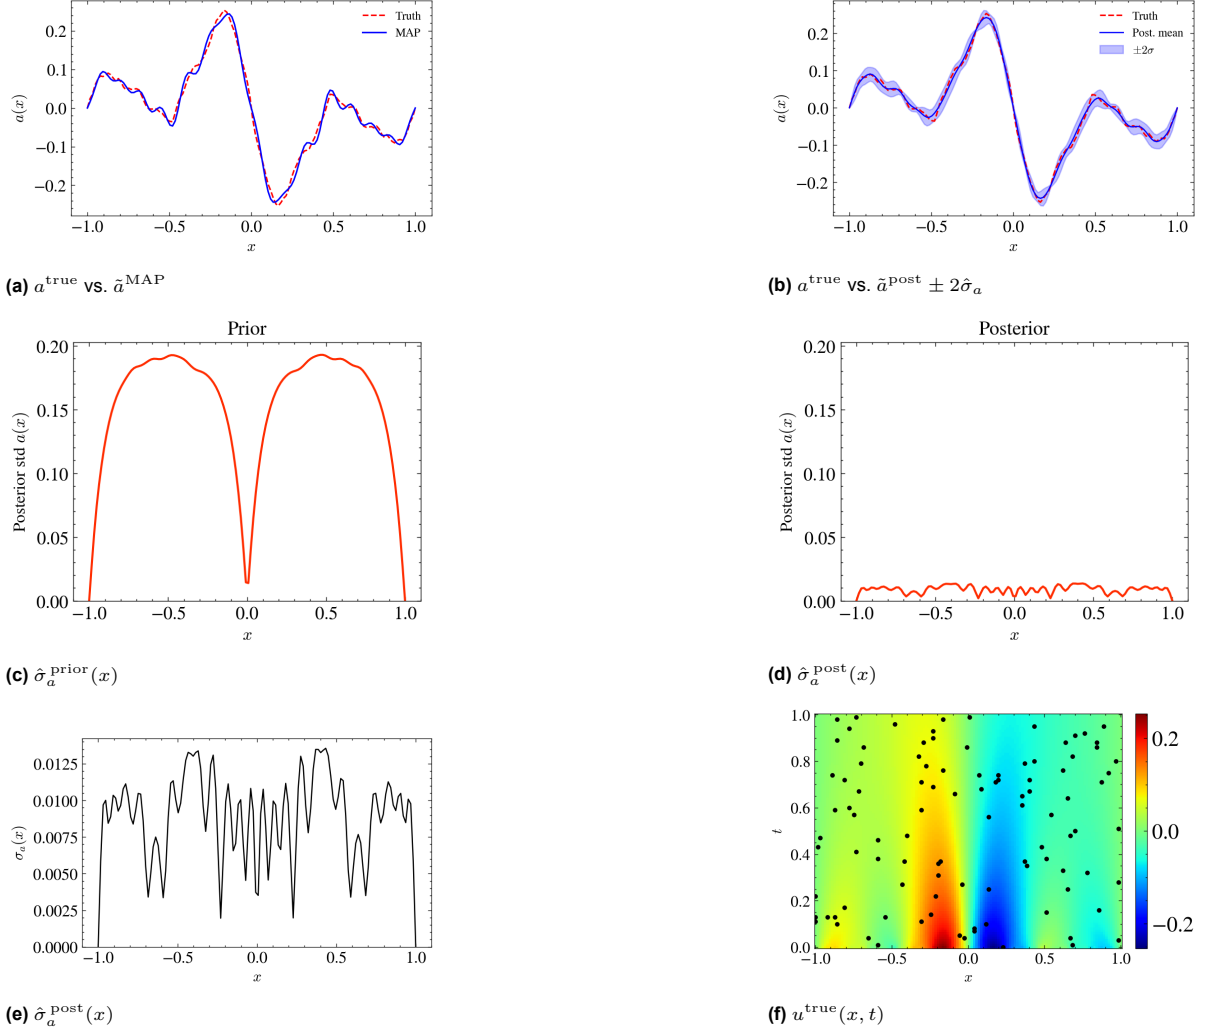 0.2
0.1
0.0
−0.1
−0.2
a(x)
Truth
MAP
−1.0 −0.5 0.0 0.5 1.0
x
(a) a^true vs. ã^MAP
0.2
0.1
0.0
−0.1
−0.2
a(x)
Truth
Post. mean
±2σ
−1.0 −0.5 0.0 0.5 1.0
x
(b) a^true vs. ã^post ± 2σ̂_a
Prior
0.20
0.15
0.10
0.05
0.00
Posterior std a(x)
−1.0 −0.5 0.0 0.5 1.0
x
(c) σ̂_a^prior(x)
Posterior
0.20
0.15
0.10
0.05
0.00
Posterior std a(x)
−1.0 −0.5 0.0 0.5 1.0
x
(d) σ̂_a^post(x)
0.0125
0.0100
0.0075
0.0050
0.0025
0.0000
σ_a(x)
−1.0 −0.5 0.0 0.5 1.0
x
(e) σ̂_a^post(x)
1.0
0.8
0.6
0.4
0.2
0.0
t
−1.0 −0.5 0.0 0.5 1.0
x
0.2
0.0
−0.2
(f) u^true(x, t)